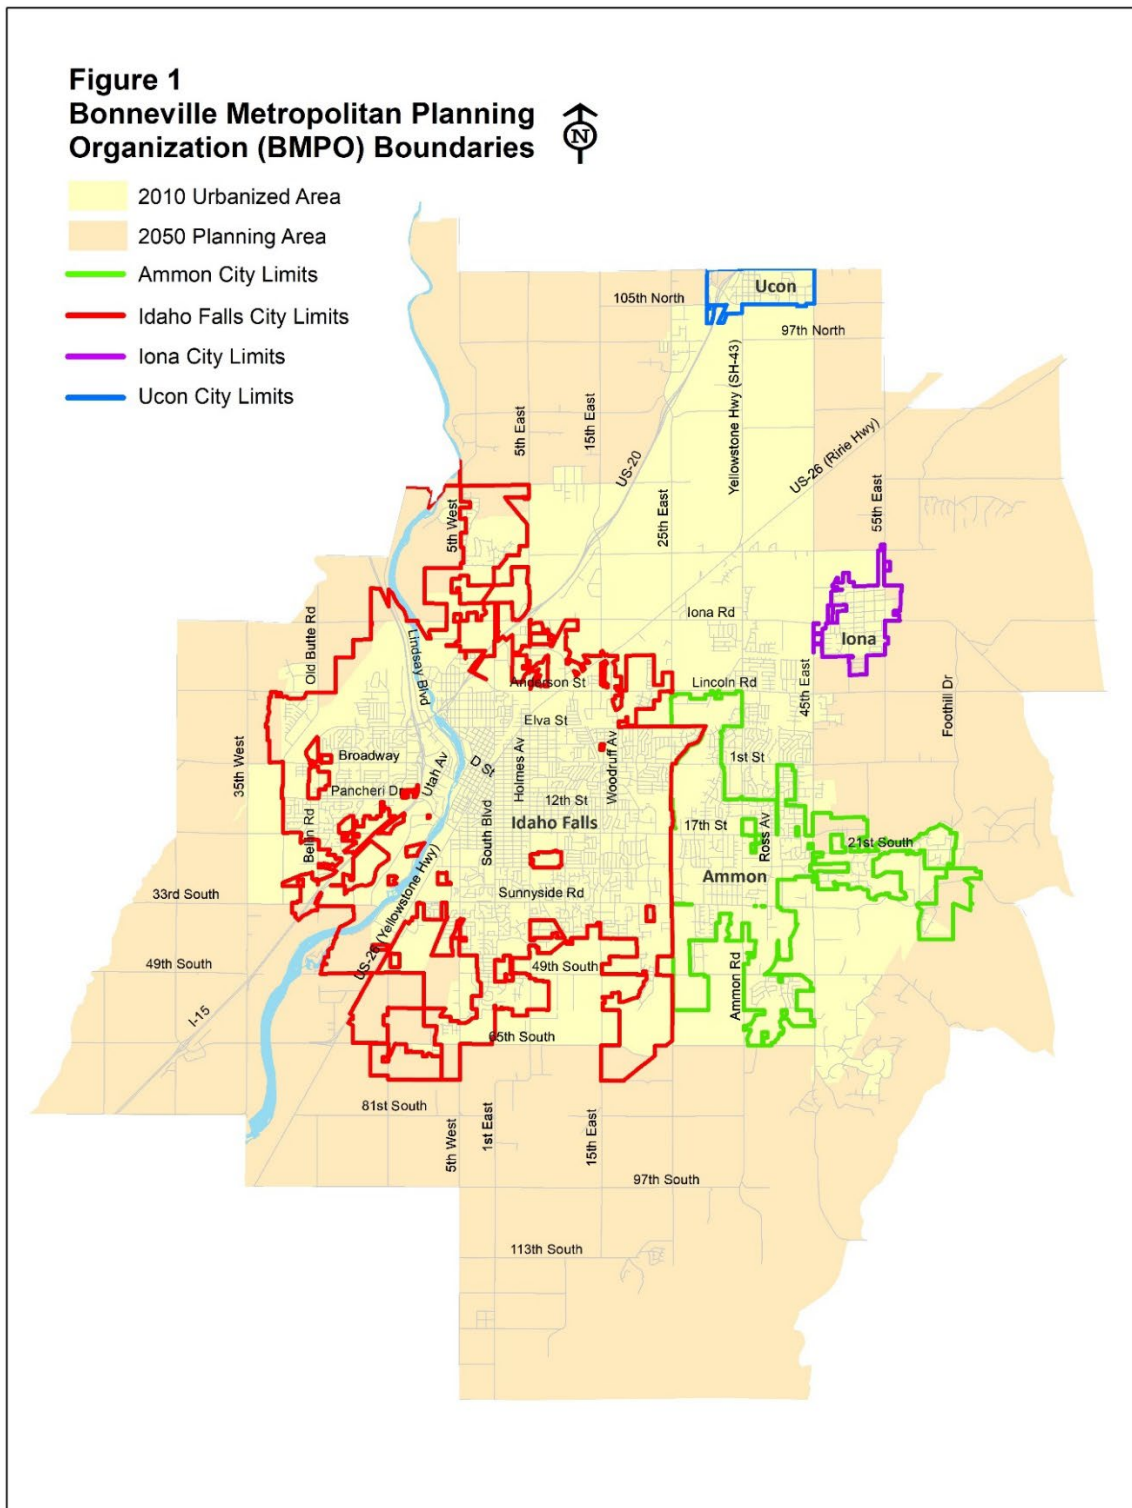 Figure 1
Bonneville Metropolitan Planning
Organization (BMPO) Boundaries
N
2010 Urbanized Area
2050 Planning Area
Ammon City Limits
Idaho Falls City Limits
Iona City Limits
Ucon City Limits
Ucon
105th North
97th North
Yellowstone Hwy (SH-43)
5th East
15th East
US-20
US-26 (Ririe Hwy)
25th East
55th East
5th West
Iona Rd
Iona
Old Butte Rd
Lindsay Blvd
Anderson St
Lincoln Rd
45th East
Foothill Dr
Elva St
35th West
Broadway
Utah Av
D St
Holmes Av
Woodruff Av
1st St
Pancheri Dr
12th St
17th St
Idaho Falls
Bellin Rd
South Blvd
Ross Av
21st South
33rd South
Sunnyside Rd
Ammon
US-26 (Yellowstone Hwy)
49th South
49th South
Ammon Rd
I-15
65th South
81st South
5th West
1st East
15th East
97th South
113th South